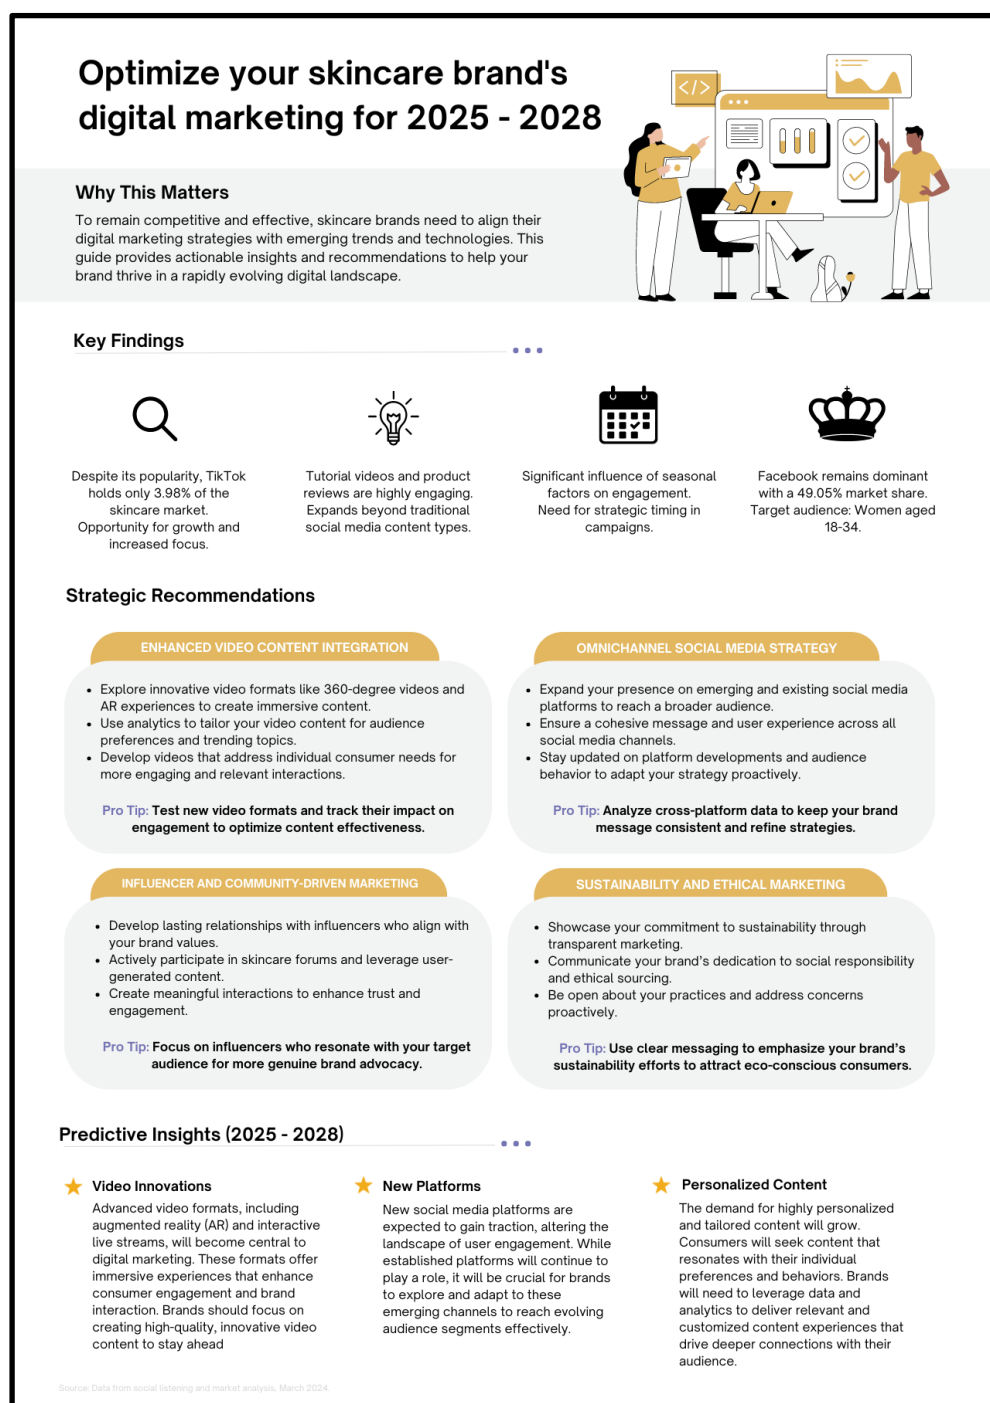 Optimize your skincare brand's
digital marketing for 2025 - 2028
</>
Why This Matters
To remain competitive and effective, skincare brands need to align their
digital marketing strategies with emerging trends and technologies. This
guide provides actionable insights and recommendations to help your
brand thrive in a rapidly evolving digital landscape.
Key Findings
Despite its popularity, TikTok
holds only 3.98% of the
skincare market.
Opportunity for growth and
increased focus.
Tutorial videos and product
reviews are highly engaging.
Expands beyond traditional
social media content types.
Significant influence of seasonal
factors on engagement.
Need for strategic timing in
campaigns.
Facebook remains dominant
with a 49.05% market share.
Target audience: Women aged
18-34.
Strategic Recommendations
ENHANCED VIDEO CONTENT INTEGRATION
• Explore innovative video formats like 360-degree videos and
AR experiences to create immersive content.
• Use analytics to tailor your video content for audience
preferences and trending topics.
• Develop videos that address individual consumer needs for
more engaging and relevant interactions.
Pro Tip: Test new video formats and track their impact on
engagement to optimize content effectiveness.
OMNICHANNEL SOCIAL MEDIA STRATEGY
• Expand your presence on emerging and existing social media
platforms to reach a broader audience.
• Ensure a cohesive message and user experience across all
social media channels.
• Stay updated on platform developments and audience
behavior to adapt your strategy proactively.
Pro Tip: Analyze cross-platform data to keep your brand
message consistent and refine strategies.
INFLUENCER AND COMMUNITY-DRIVEN MARKETING
• Develop lasting relationships with influencers who align with
your brand values.
• Actively participate in skincare forums and leverage user-
generated content.
• Create meaningful interactions to enhance trust and
engagement.
Pro Tip: Focus on influencers who resonate with your target
audience for more genuine brand advocacy.
SUSTAINABILITY AND ETHICAL MARKETING
• Showcase your commitment to sustainability through
transparent marketing.
• Communicate your brand’s dedication to social responsibility
and ethical sourcing.
• Be open about your practices and address concerns
proactively.
Pro Tip: Use clear messaging to emphasize your brand’s
sustainability efforts to attract eco-conscious consumers.
Predictive Insights (2025 - 2028)
Video Innovations
Advanced video formats, including
augmented reality (AR) and interactive
live streams, will become central to
digital marketing. These formats offer
immersive experiences that enhance
consumer engagement and brand
interaction. Brands should focus on
creating high-quality, innovative video
content to stay ahead
New Platforms
New social media platforms are
expected to gain traction, altering the
landscape of user engagement. While
established platforms will continue to
play a role, it will be crucial for brands
to explore and adapt to these
emerging channels to reach evolving
audience segments effectively.
Personalized Content
The demand for highly personalized
and tailored content will grow.
Consumers will seek content that
resonates with their individual
preferences and behaviors. Brands
will need to leverage data and
analytics to deliver relevant and
customized content experiences that
drive deeper connections with their
audience.
Source: Data from social listening and market analysis, March 2024.